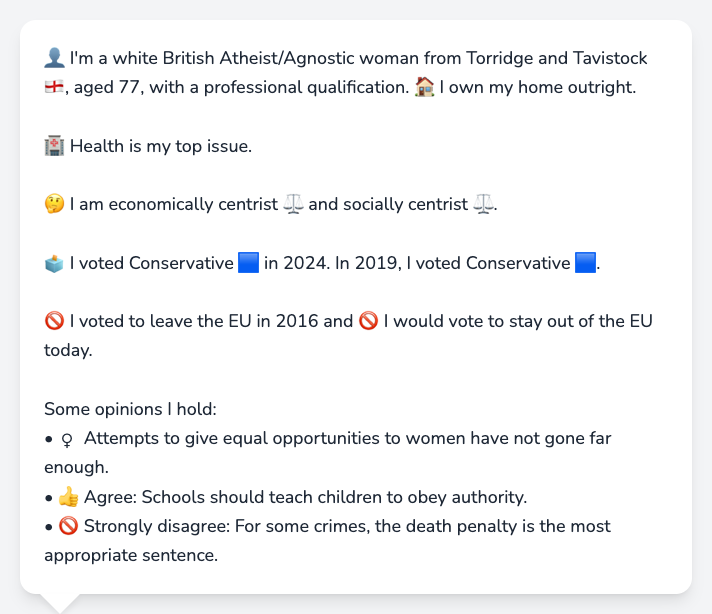 👤 I'm a white British Atheist/Agnostic woman from Torridge and Tavistock
🏴󠁧󠁢󠁥󠁮󠁧󠁿, aged 77, with a professional qualification. 🏠 I own my home outright.
🏥 Health is my top issue.
🤔 I am economically centrist ⚖️ and socially centrist ⚖️.
🗳️ I voted Conservative 🟦 in 2024. In 2019, I voted Conservative 🟦.
🚫 I voted to leave the EU in 2016 and 🚫 I would vote to stay out of the EU
today.
Some opinions I hold:
• ♀ Attempts to give equal opportunities to women have not gone far
enough.
• 👍 Agree: Schools should teach children to obey authority.
• 🚫 Strongly disagree: For some crimes, the death penalty is the most
appropriate sentence.